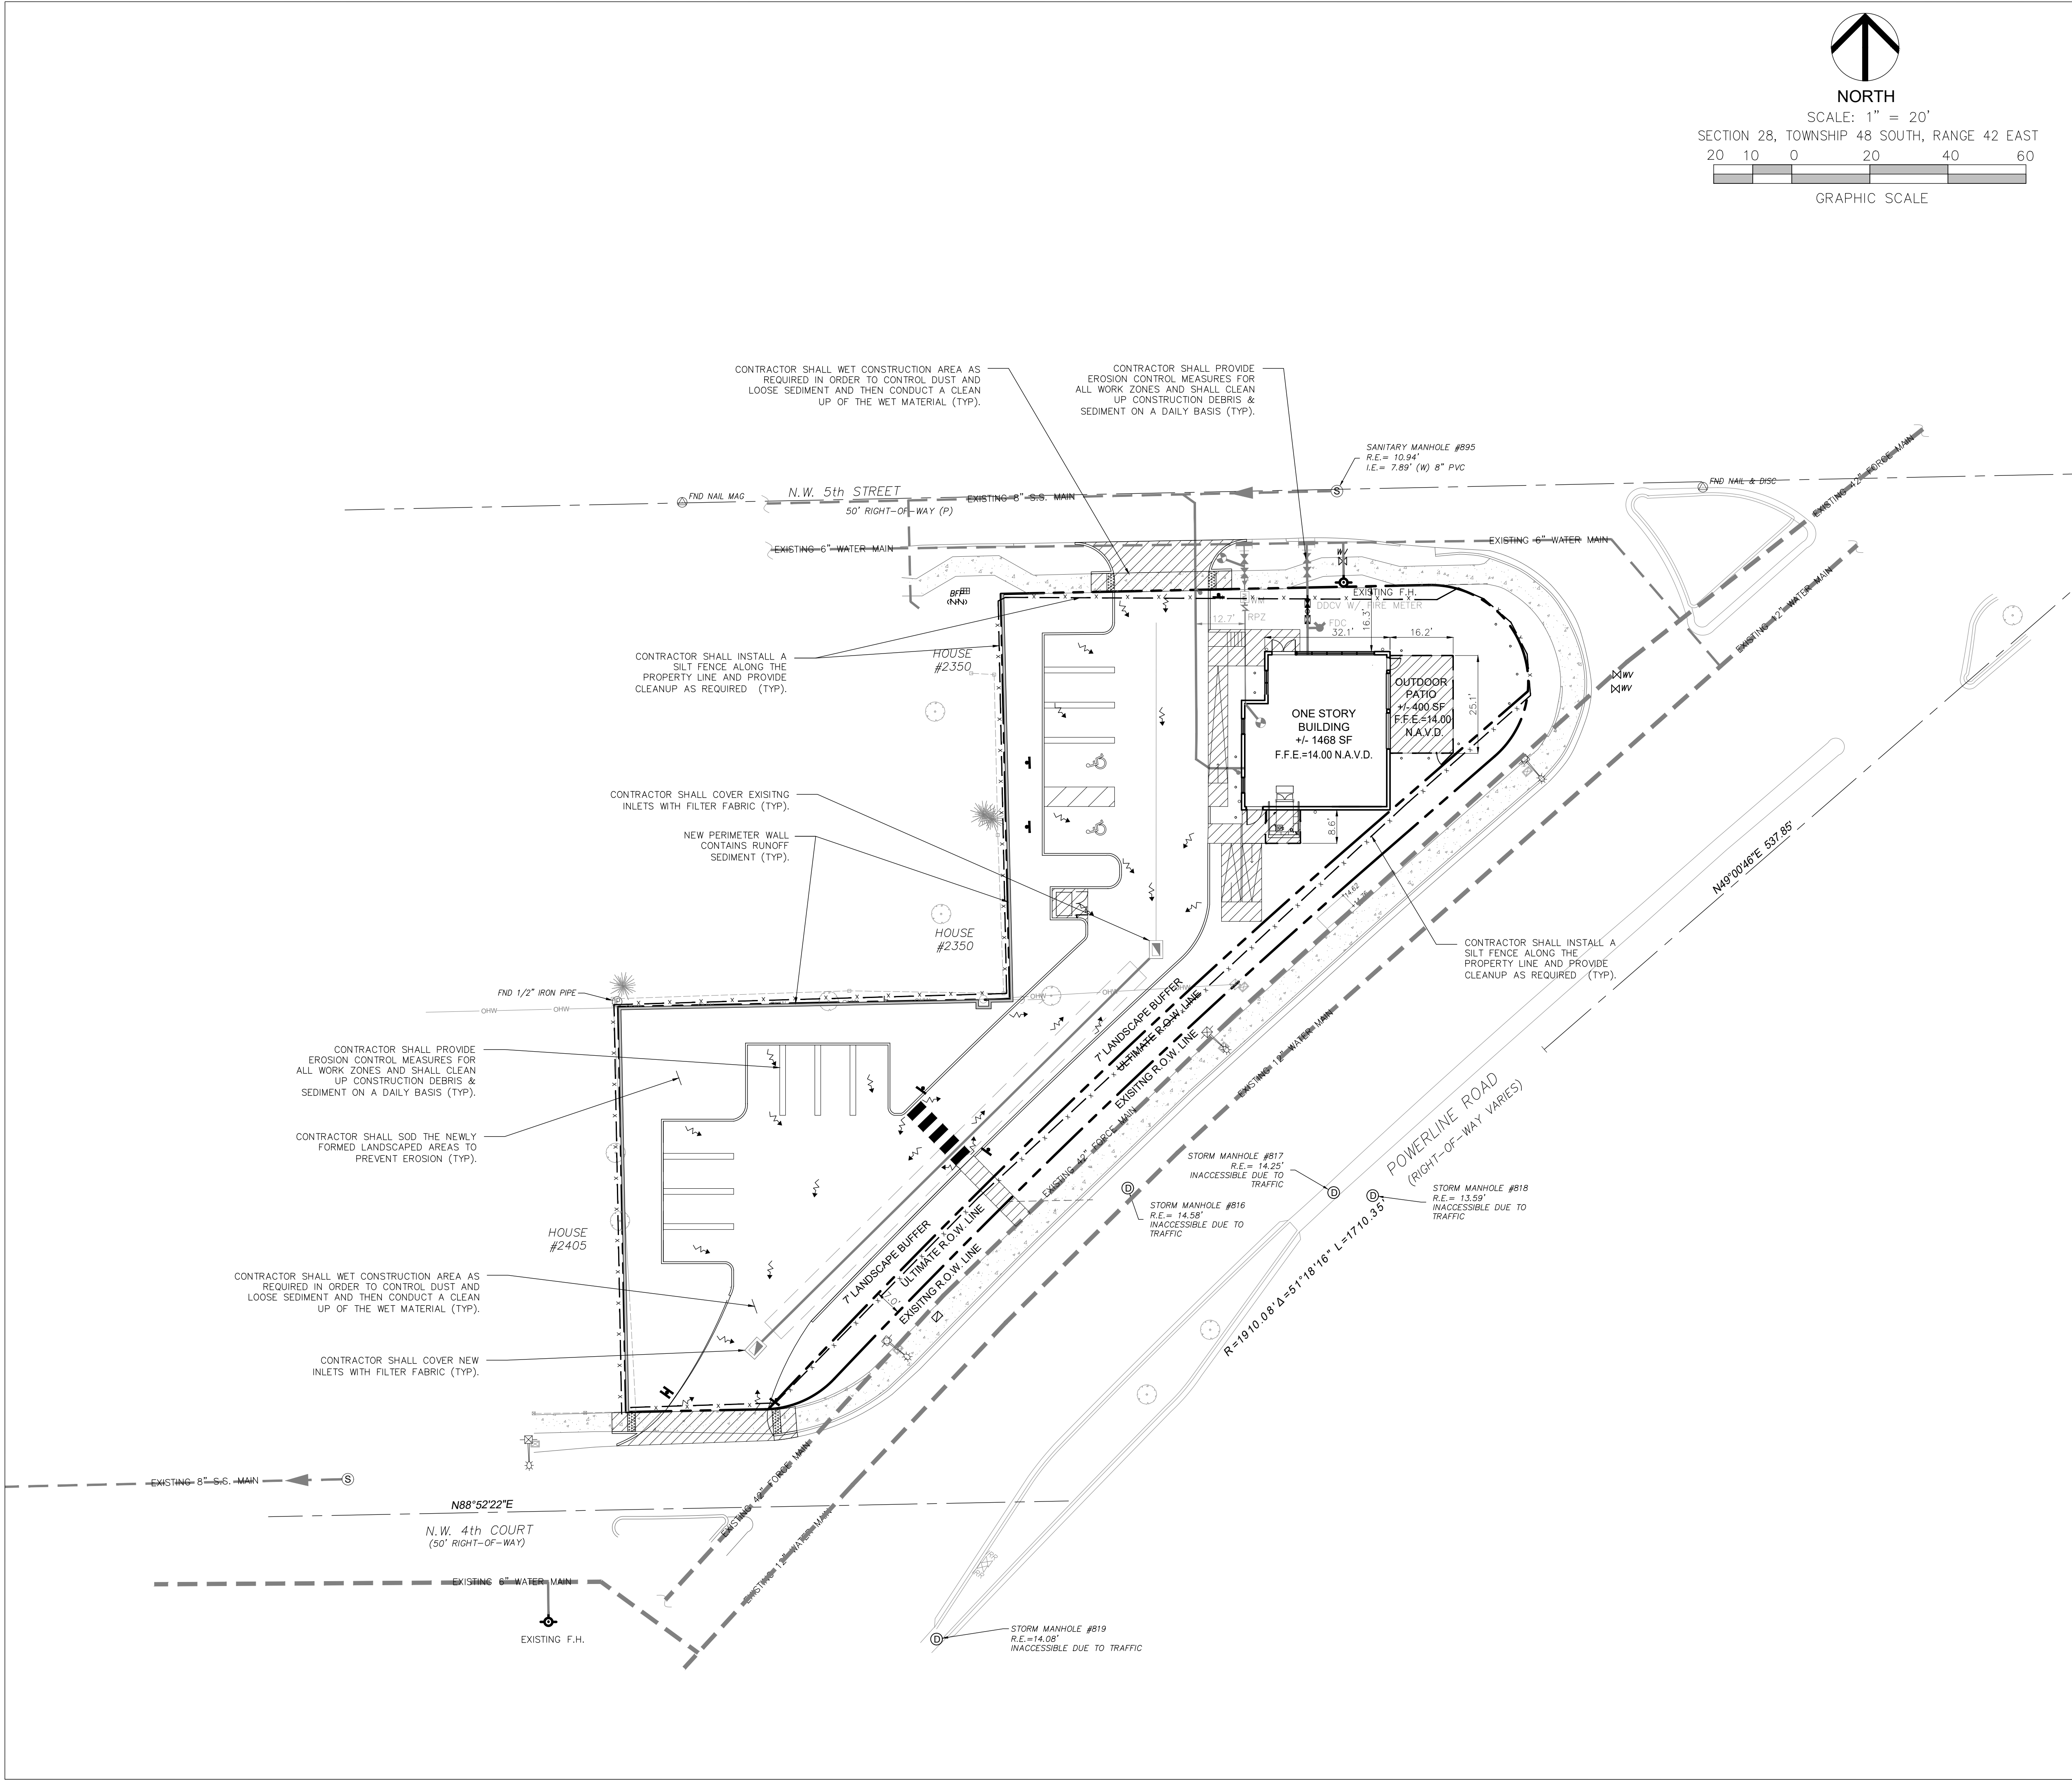 NORTH
SCALE: 1" = 20'
SECTION 28, TOWNSHIP 48 SOUTH, RANGE 42 EAST
20 10 0 20 40 60
GRAPHIC SCALE
CONTRACTOR SHALL WET CONSTRUCTION AREA AS
REQUIRED IN ORDER TO CONTROL DUST AND
LOOSE SEDIMENT AND THEN CONDUCT A CLEAN
UP OF THE WET MATERIAL (TYP).
CONTRACTOR SHALL PROVIDE
EROSION CONTROL MEASURES FOR
ALL WORK ZONES AND SHALL CLEAN
UP CONSTRUCTION DEBRIS &
SEDIMENT ON A DAILY BASIS (TYP).
SANITARY MANHOLE #895
R.E.= 10.94'
I.E.= 7.89' (W) 8" PVC
EXISTING 42" FORCE MAIN
FND NAIL & DISC
FND NAIL MAG
N.W. 5th STREET
EXISTING 8" S.S. MAIN
S
50' RIGHT-OF-WAY (P)
EXISTING 6" WATER MAIN
EXISTING 6" WATER MAIN
WV
EXISTING 12" WATER MAIN
BFP
EXISTING F.H.
WM
DDCV W/ FIRE METER
12.7'
RPZ
FDC
16.3'
32.1'
16.2'
CONTRACTOR SHALL INSTALL A
SILT FENCE ALONG THE
PROPERTY LINE AND PROVIDE
CLEANUP AS REQUIRED (TYP).
HOUSE
#2350
WV
WV
OUTDOOR
PATIO
+/- 400 SF
F.F.E.=14.00
N.A.V.D.
25.1'
ONE STORY
BUILDING
+/- 1468 SF
F.F.E.=14.00 N.A.V.D.
CONTRACTOR SHALL COVER EXISITNG
INLETS WITH FILTER FABRIC (TYP).
NEW PERIMETER WALL
CONTAINS RUNOFF
SEDIMENT (TYP).
8.6'
N49°00'46"E 537.85'
14.62
HOUSE
#2350
CONTRACTOR SHALL INSTALL A
SILT FENCE ALONG THE
PROPERTY LINE AND PROVIDE
CLEANUP AS REQUIRED (TYP).
FND 1/2" IRON PIPE
OHW
OHW
OHW
OHW
OHW
7' LANDSCAPE BUFFER
ULTIMATE R.O.W. LINE
EXISITNG R.O.W. LINE
EXISTING 12" WATER MAIN
CONTRACTOR SHALL PROVIDE
EROSION CONTROL MEASURES FOR
ALL WORK ZONES AND SHALL CLEAN
UP CONSTRUCTION DEBRIS &
SEDIMENT ON A DAILY BASIS (TYP).
CONTRACTOR SHALL SOD THE NEWLY
FORMED LANDSCAPED AREAS TO
PREVENT EROSION (TYP).
EXISTING 42" FORCE MAIN
POWERLINE ROAD
(RIGHT-OF-WAY VARIES)
STORM MANHOLE #817
R.E.= 14.25'
INACCESSIBLE DUE TO
TRAFFIC
D
D
D
STORM MANHOLE #816
R.E.= 14.58'
INACCESSIBLE DUE TO
TRAFFIC
STORM MANHOLE #818
R.E.= 13.59'
INACCESSIBLE DUE TO
TRAFFIC
HOUSE
#2405
7' LANDSCAPE BUFFER
ULTIMATE R.O.W. LINE
EXISITNG R.O.W. LINE
7.0'
R=1910.08' Δ=51°18'16" L=1710.35'
CONTRACTOR SHALL WET CONSTRUCTION AREA AS
REQUIRED IN ORDER TO CONTROL DUST AND
LOOSE SEDIMENT AND THEN CONDUCT A CLEAN
UP OF THE WET MATERIAL (TYP).
CONTRACTOR SHALL COVER NEW
INLETS WITH FILTER FABRIC (TYP).
EXISTING 8" S.S. MAIN
S
EXISTING 42" FORCE MAIN
N88°52'22"E
N.W. 4th COURT
(50' RIGHT-OF-WAY)
EXISTING 12" WATER MAIN
EXISTING 6" WATER MAIN
EXISTING F.H.
D
STORM MANHOLE #819
R.E.=14.08'
INACCESSIBLE DUE TO TRAFFIC